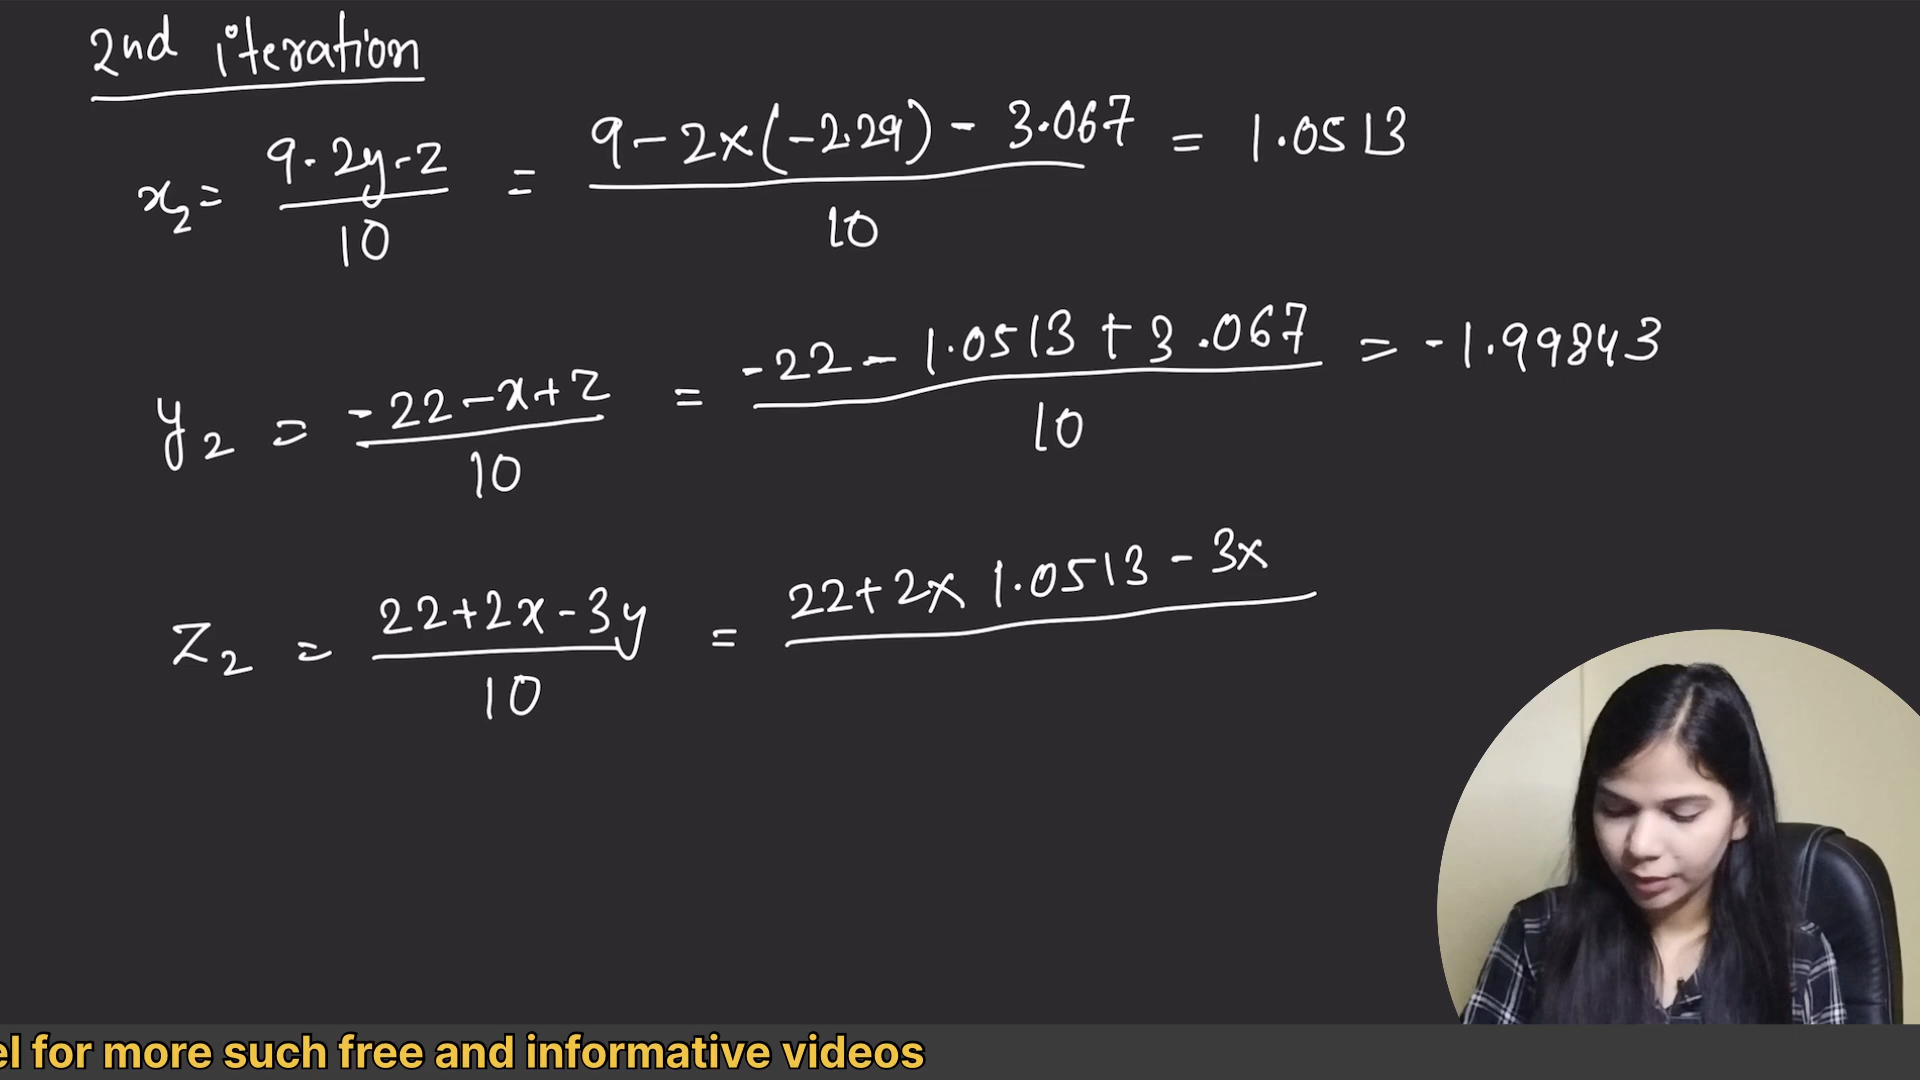 2nd iteration
x₂ = 9-2y-z / 10 = 9-2x(-2.29) - 3.067 / 10 = 1.0513
y₂ = -22-x+z / 10 = -22 - 1.0513 + 3.067 / 10 = -1.99843
z₂ = 22+2x-3y / 10 = 22+2x 1.0513 - 3x
el for more such free and informative videos